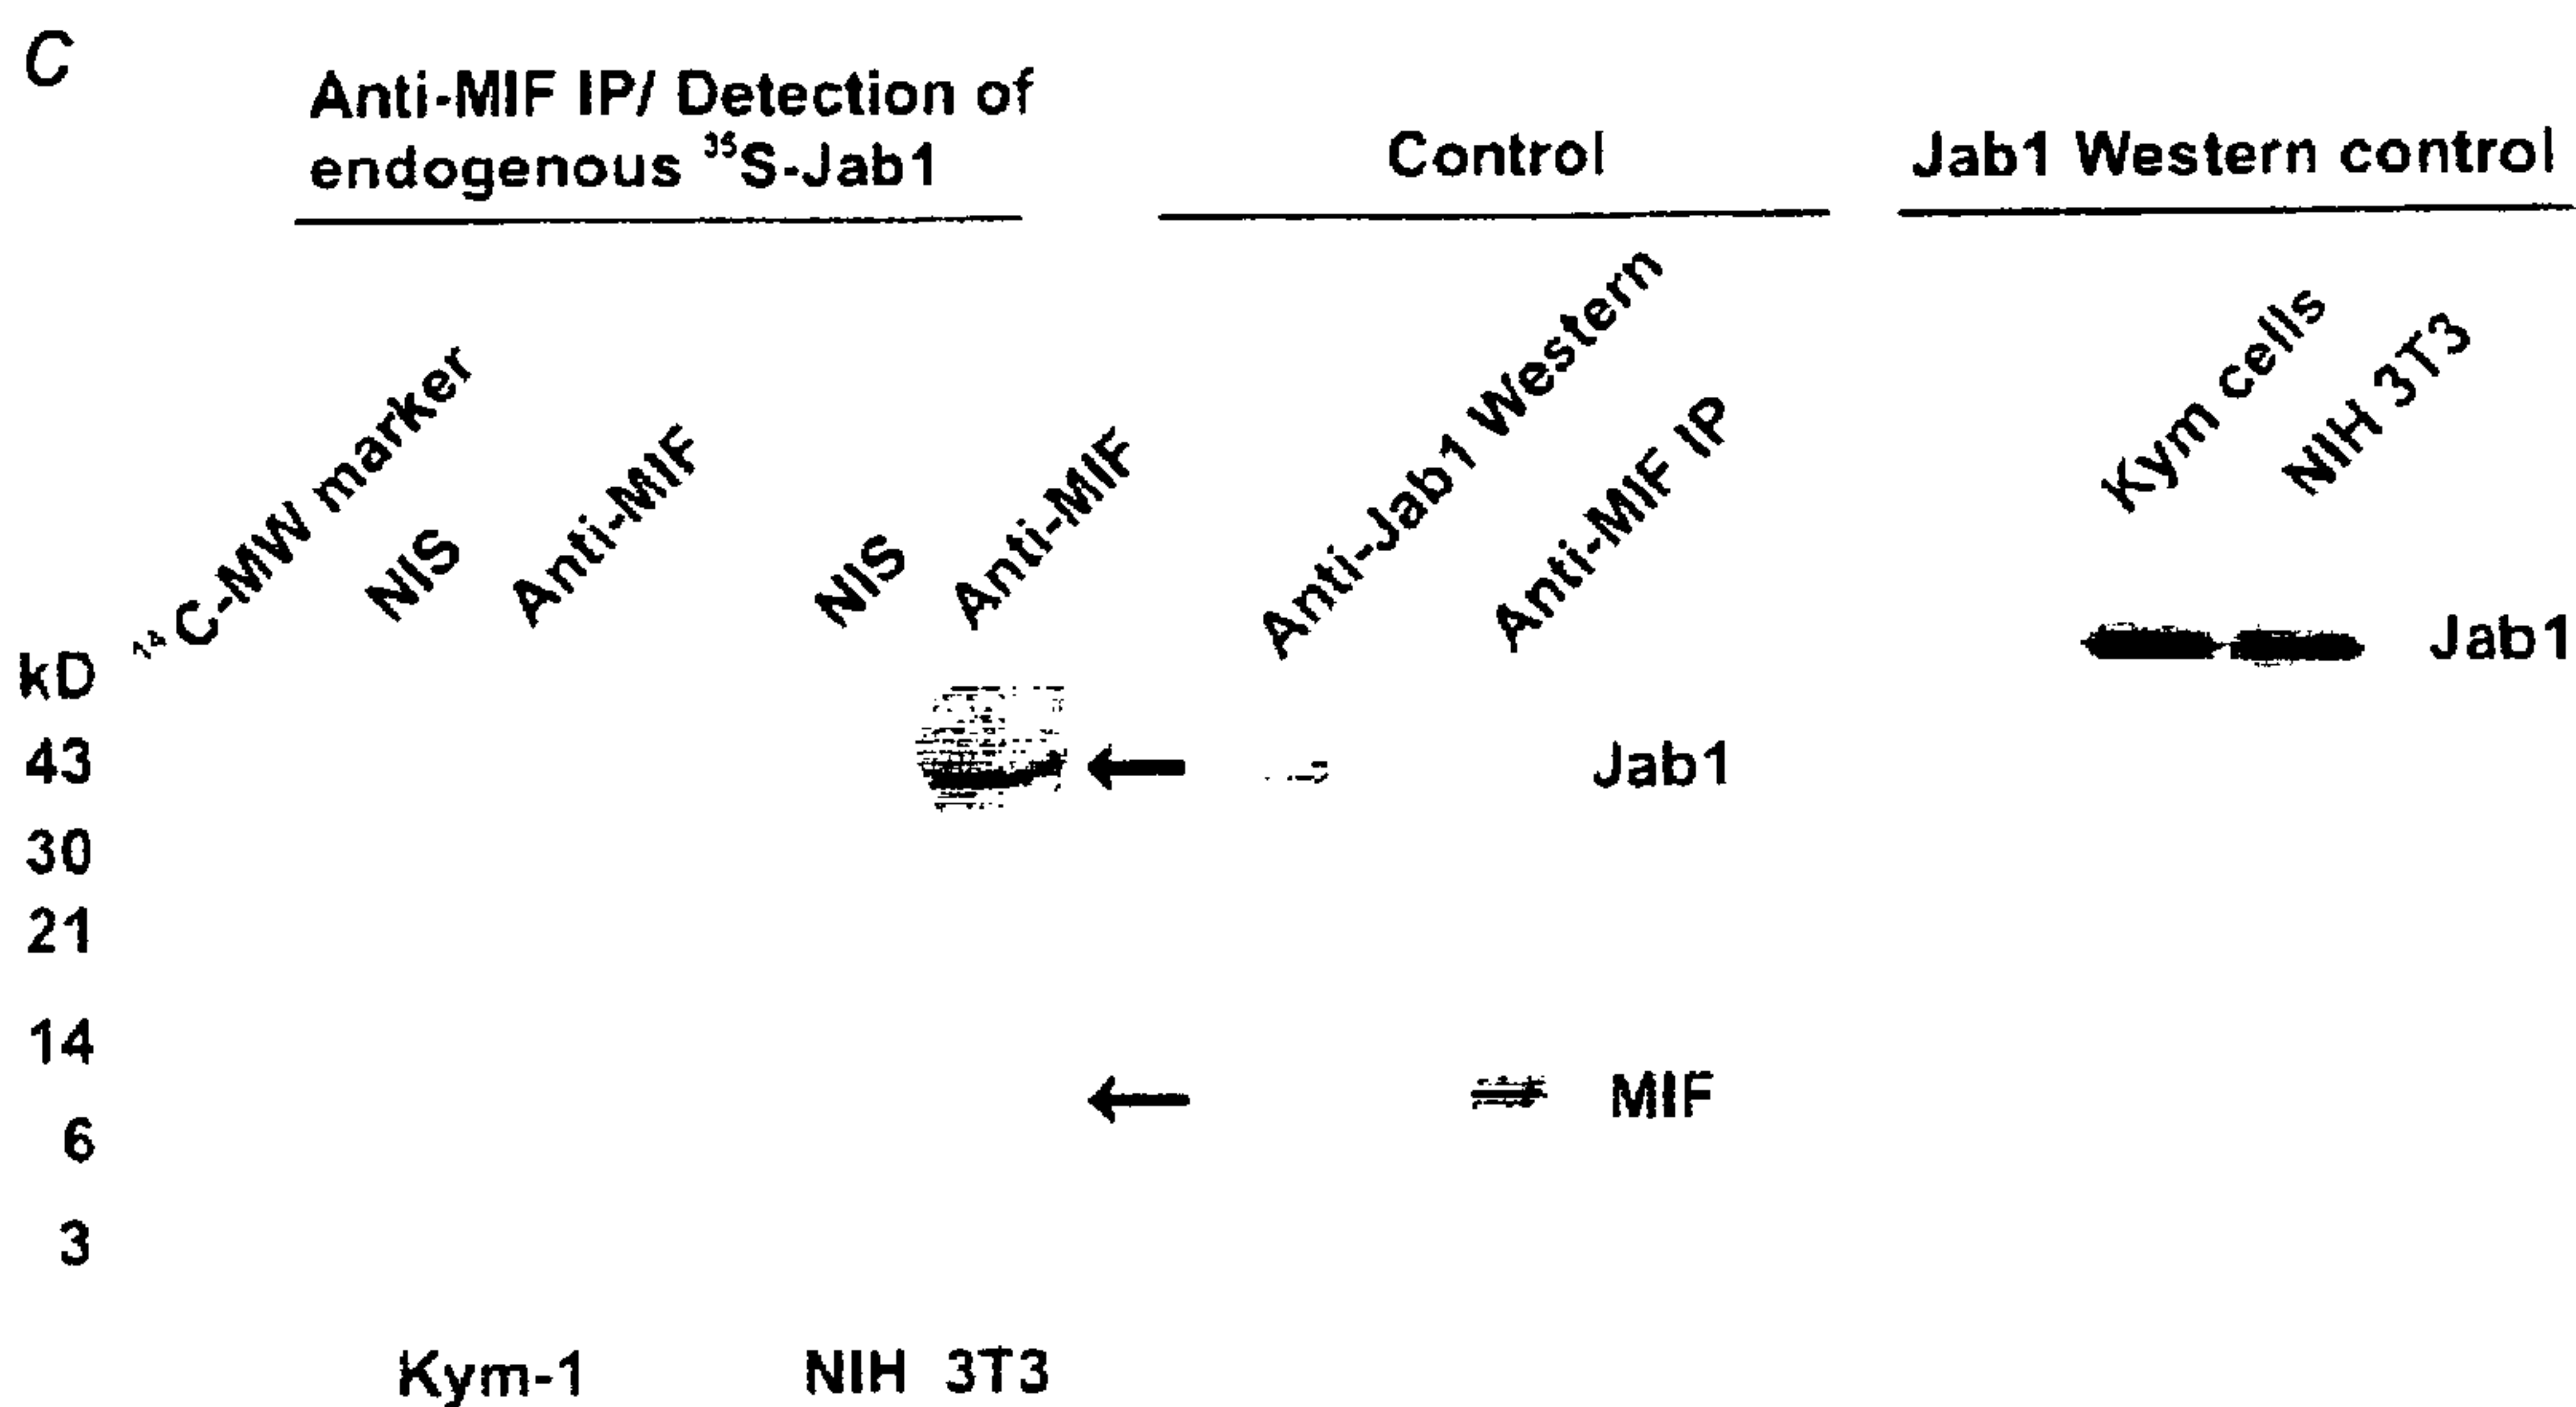 C
Anti-MIF IP/ Detection of
endogenous ³⁵S-Jab1
Control
Jab1 Western control
¹⁴C-MW marker
NIS
Anti-MIF
NIS
Anti-MIF
Anti-Jab1 Western
Anti-MIF IP
Kym cells
NIH 3T3
Jab1
kD
43
Jab1
30
21
14
MIF
6
3
Kym-1
NIH 3T3